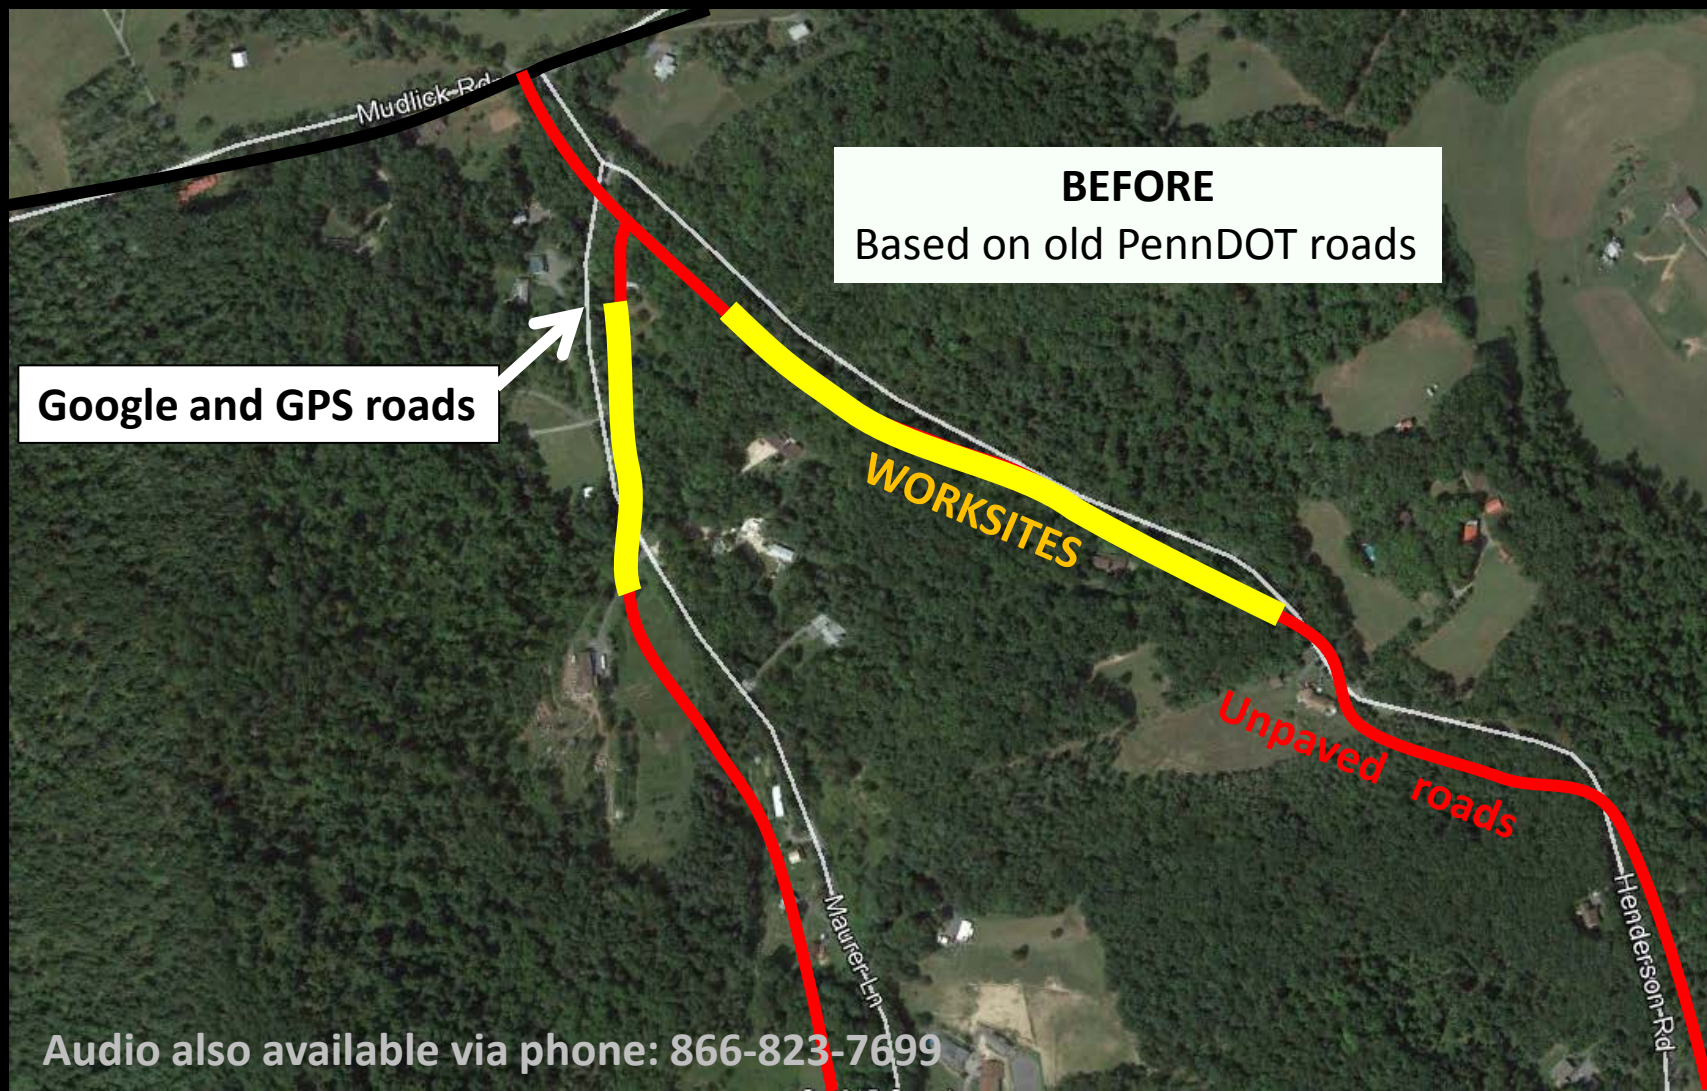 Mudlick Rd
BEFORE
Based on old PennDOT roads
Google and GPS roads
WORKSITES
Unpaved roads
Maurer Ln
Henderson Rd
Audio also available via phone: 866-823-7699